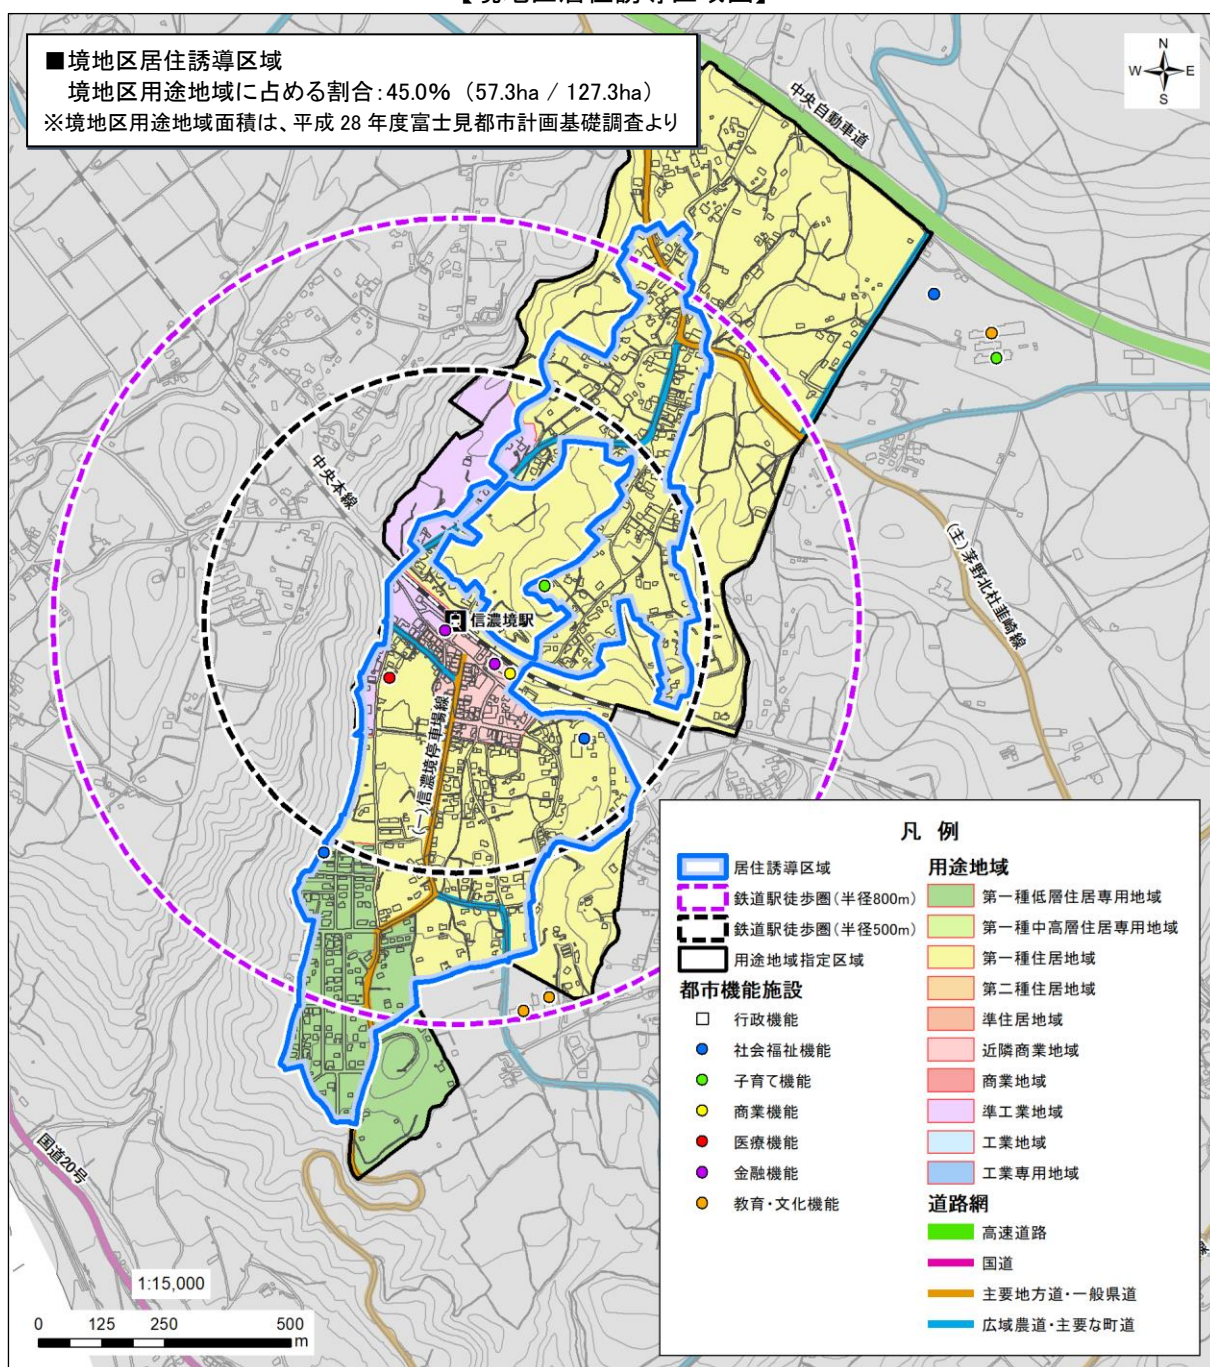 【境地区居住誘導区域図】
■境地区居住誘導区域
境地区用途地域に占める割合:45.0% (57.3ha / 127.3ha)
※境地区用途地域面積は、平成 28 年度富士見都市計画基礎調査より
N
W E
S
中央自動車道
中央本線
信濃境駅
(主)茅野北杜韮崎線
(一)信濃境停車場線
国道20号
線
1:15,000
0 125 250 500
m
凡 例
居住誘導区域
鉄道駅徒歩圏(半径800m)
鉄道駅徒歩圏(半径500m)
用途地域指定区域
都市機能施設
行政機能
社会福祉機能
子育て機能
商業機能
医療機能
金融機能
教育・文化機能
用途地域
第一種低層住居専用地域
第一種中高層住居専用地域
第一種住居地域
第二種住居地域
準住居地域
近隣商業地域
商業地域
準工業地域
工業地域
工業専用地域
道路網
高速道路
国道
主要地方道・一般県道
広域農道・主要な町道